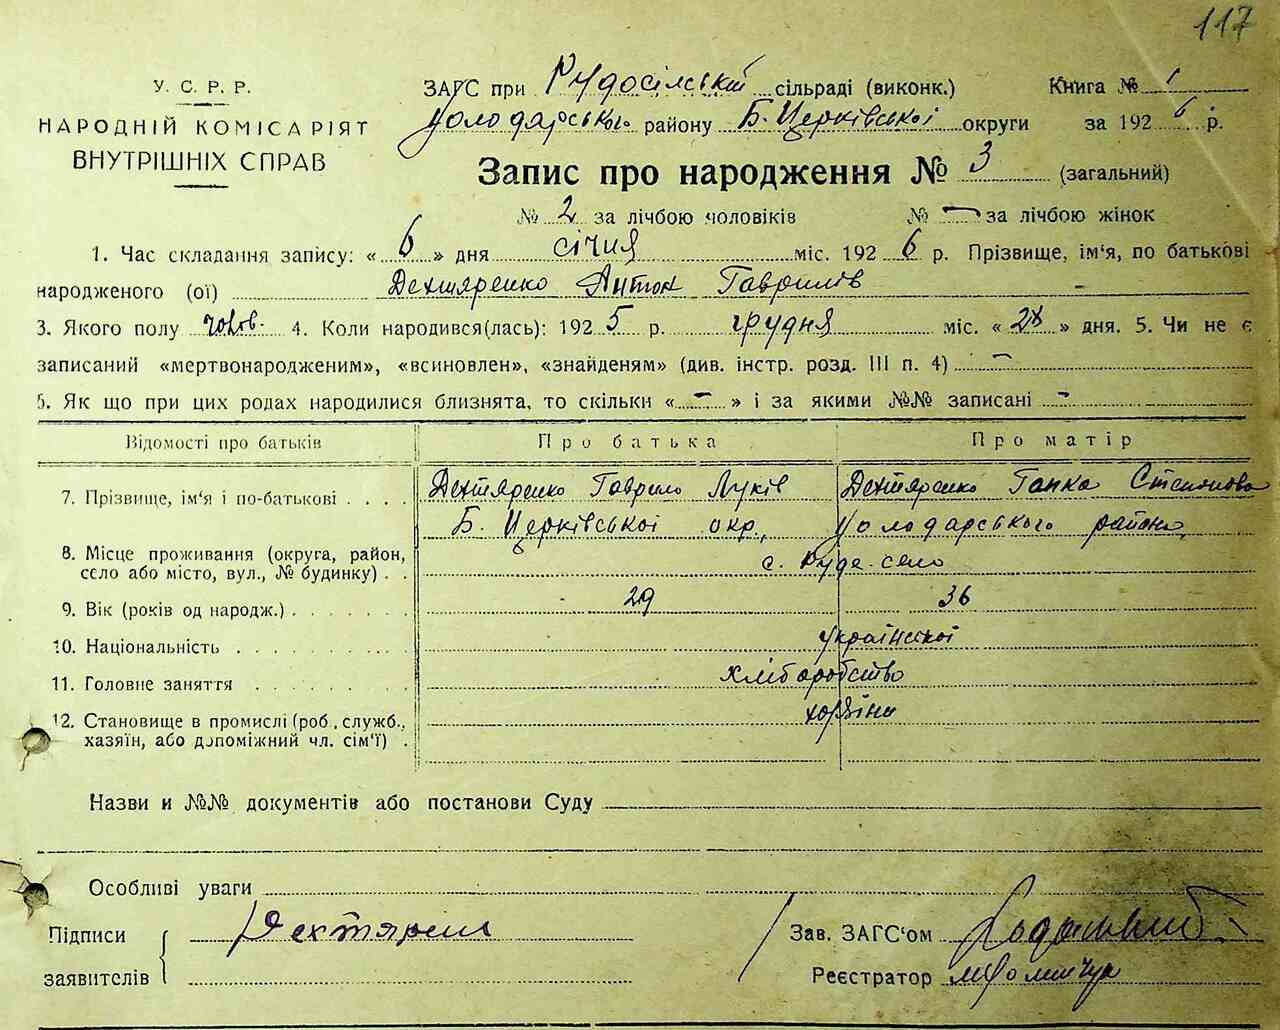 117
У. С. Р. Р.
НАРОДНІЙ КОМІСАРІЯТ
ВНУТРІШНІХ СПРАВ
ЗАГС при Рудосілській сільраді (виконк.) Книга № 1
Володарського району Б. Церківської округи за 1926 р.
Запис про народження № 3 (загальний)
№ 2 за лічбою чоловіків № — за лічбою жінок
1. Час складання запису: «6» дня січня міс. 1926 р. Прізвище, ім'я, по батькові
народженого (ої) Дехтяренко Антон Гаврилів
3. Якого полу чолов. 4. Коли народився(лась): 1925 р. грудня міс. «28» дня. 5. Чи не є
записаний «мертвонародженим», «всиновлен», «знайденям» (див. інстр. розд. III п. 4) —
5. Як що при цих родах народилися близнята, то скільки « — » і за якими №№ записані —
Відомості про батьків Про батька Про матір
7. Прізвище, ім'я і по-батькові . . . . Дехтяренко Гаврило Луків Дехтяренко Ганка Степанова
Б. Церківської окр., Володарського району,
8. Місце проживання (округа, район,
село або місто, вул., № будинку) . . с. Руде-село
9. Вік (років од народж.) . . . . . . . 29 36
10. Національність . . . . . . . . . . української
11. Головне заняття . . . . . . . . . хліборобство
12. Становище в промислі (роб., служб.,
хазяїн, або допоміжний чл. сім'ї) .
Назви и №№ документів або постанови Суду
Особливі уваги
Підписи
заявителів
Зав. ЗАГС'ом
Реєстратор